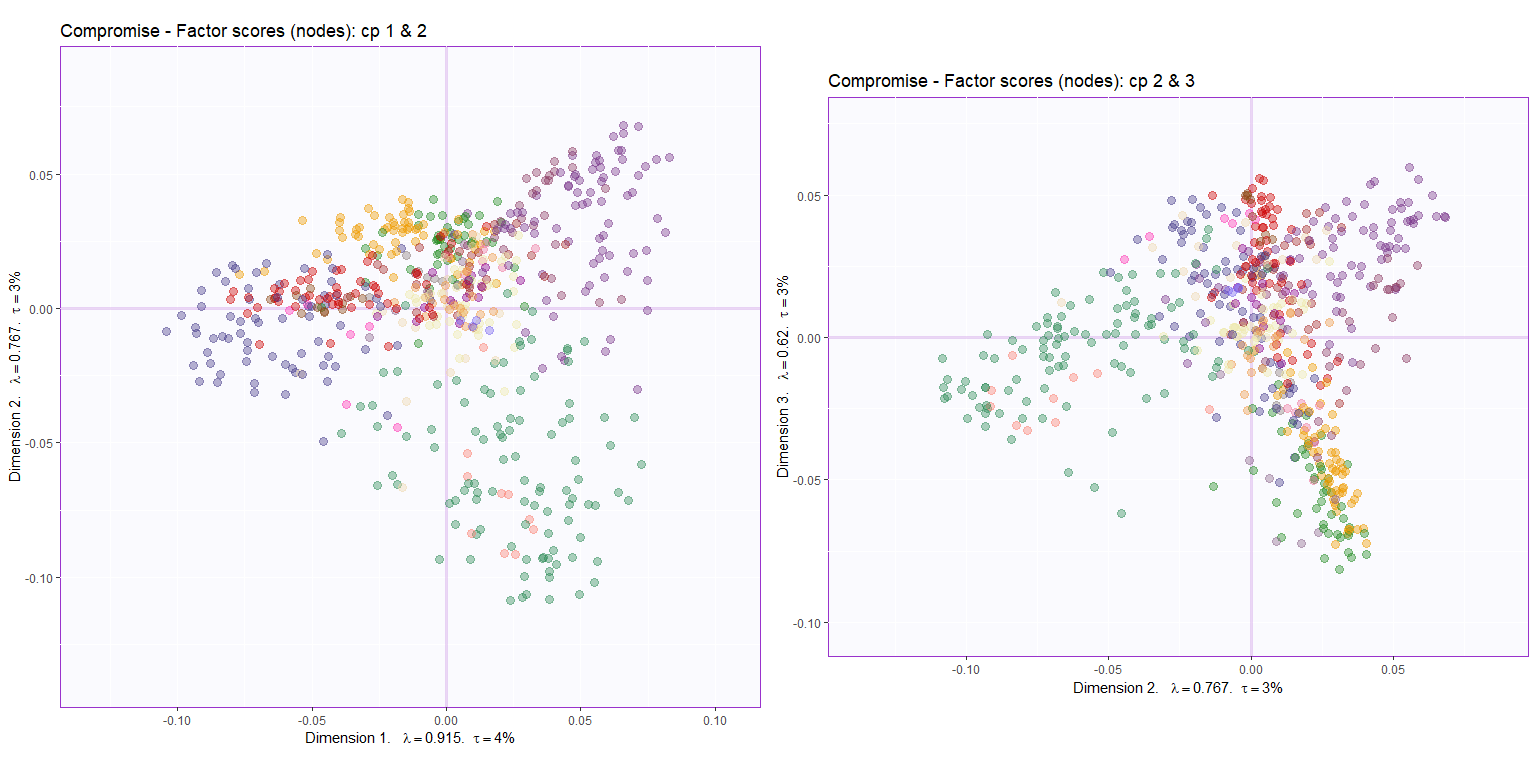 Compromise - Factor scores (nodes): cp 1 & 2
0.05
0.00
-0.05
-0.10
Dimension 2. λ = 0.767. τ = 3%
-0.10 -0.05 0.00 0.05 0.10
Dimension 1. λ = 0.915. τ = 4%
Compromise - Factor scores (nodes): cp 2 & 3
0.05
0.00
-0.05
-0.10
Dimension 3. λ = 0.62. τ = 3%
-0.10 -0.05 0.00 0.05
Dimension 2. λ = 0.767. τ = 3%